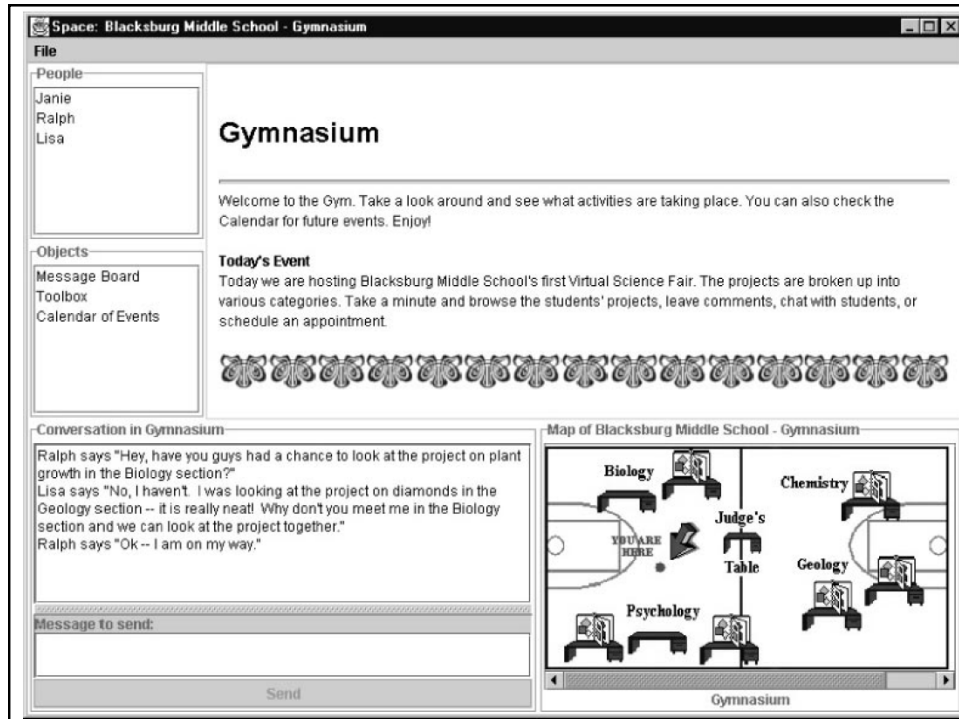 Space: Blacksburg Middle School - Gymnasium
File
People
Janie
Ralph
Lisa
Gymnasium
Welcome to the Gym. Take a look around and see what activities are taking place. You can also check the
Calendar for future events. Enjoy!
Today's Event
Today we are hosting Blacksburg Middle School's first Virtual Science Fair. The projects are broken up into
various categories. Take a minute and browse the students' projects, leave comments, chat with students, or
schedule an appointment.
Objects
Message Board
Toolbox
Calendar of Events
Conversation in Gymnasium
Ralph says "Hey, have you guys had a chance to look at the project on plant
growth in the Biology section?"
Lisa says "No, I haven't.  I was looking at the project on diamonds in the
Geology section -- it is really neat!  Why don't you meet me in the Biology
section and we can look at the project together."
Ralph says "Ok -- I am on my way."
Message to send:
Send
Map of Blacksburg Middle School - Gymnasium
Biology
Chemistry
Judge's
YOU ARE
HERE
Table
Geology
Psychology
Gymnasium